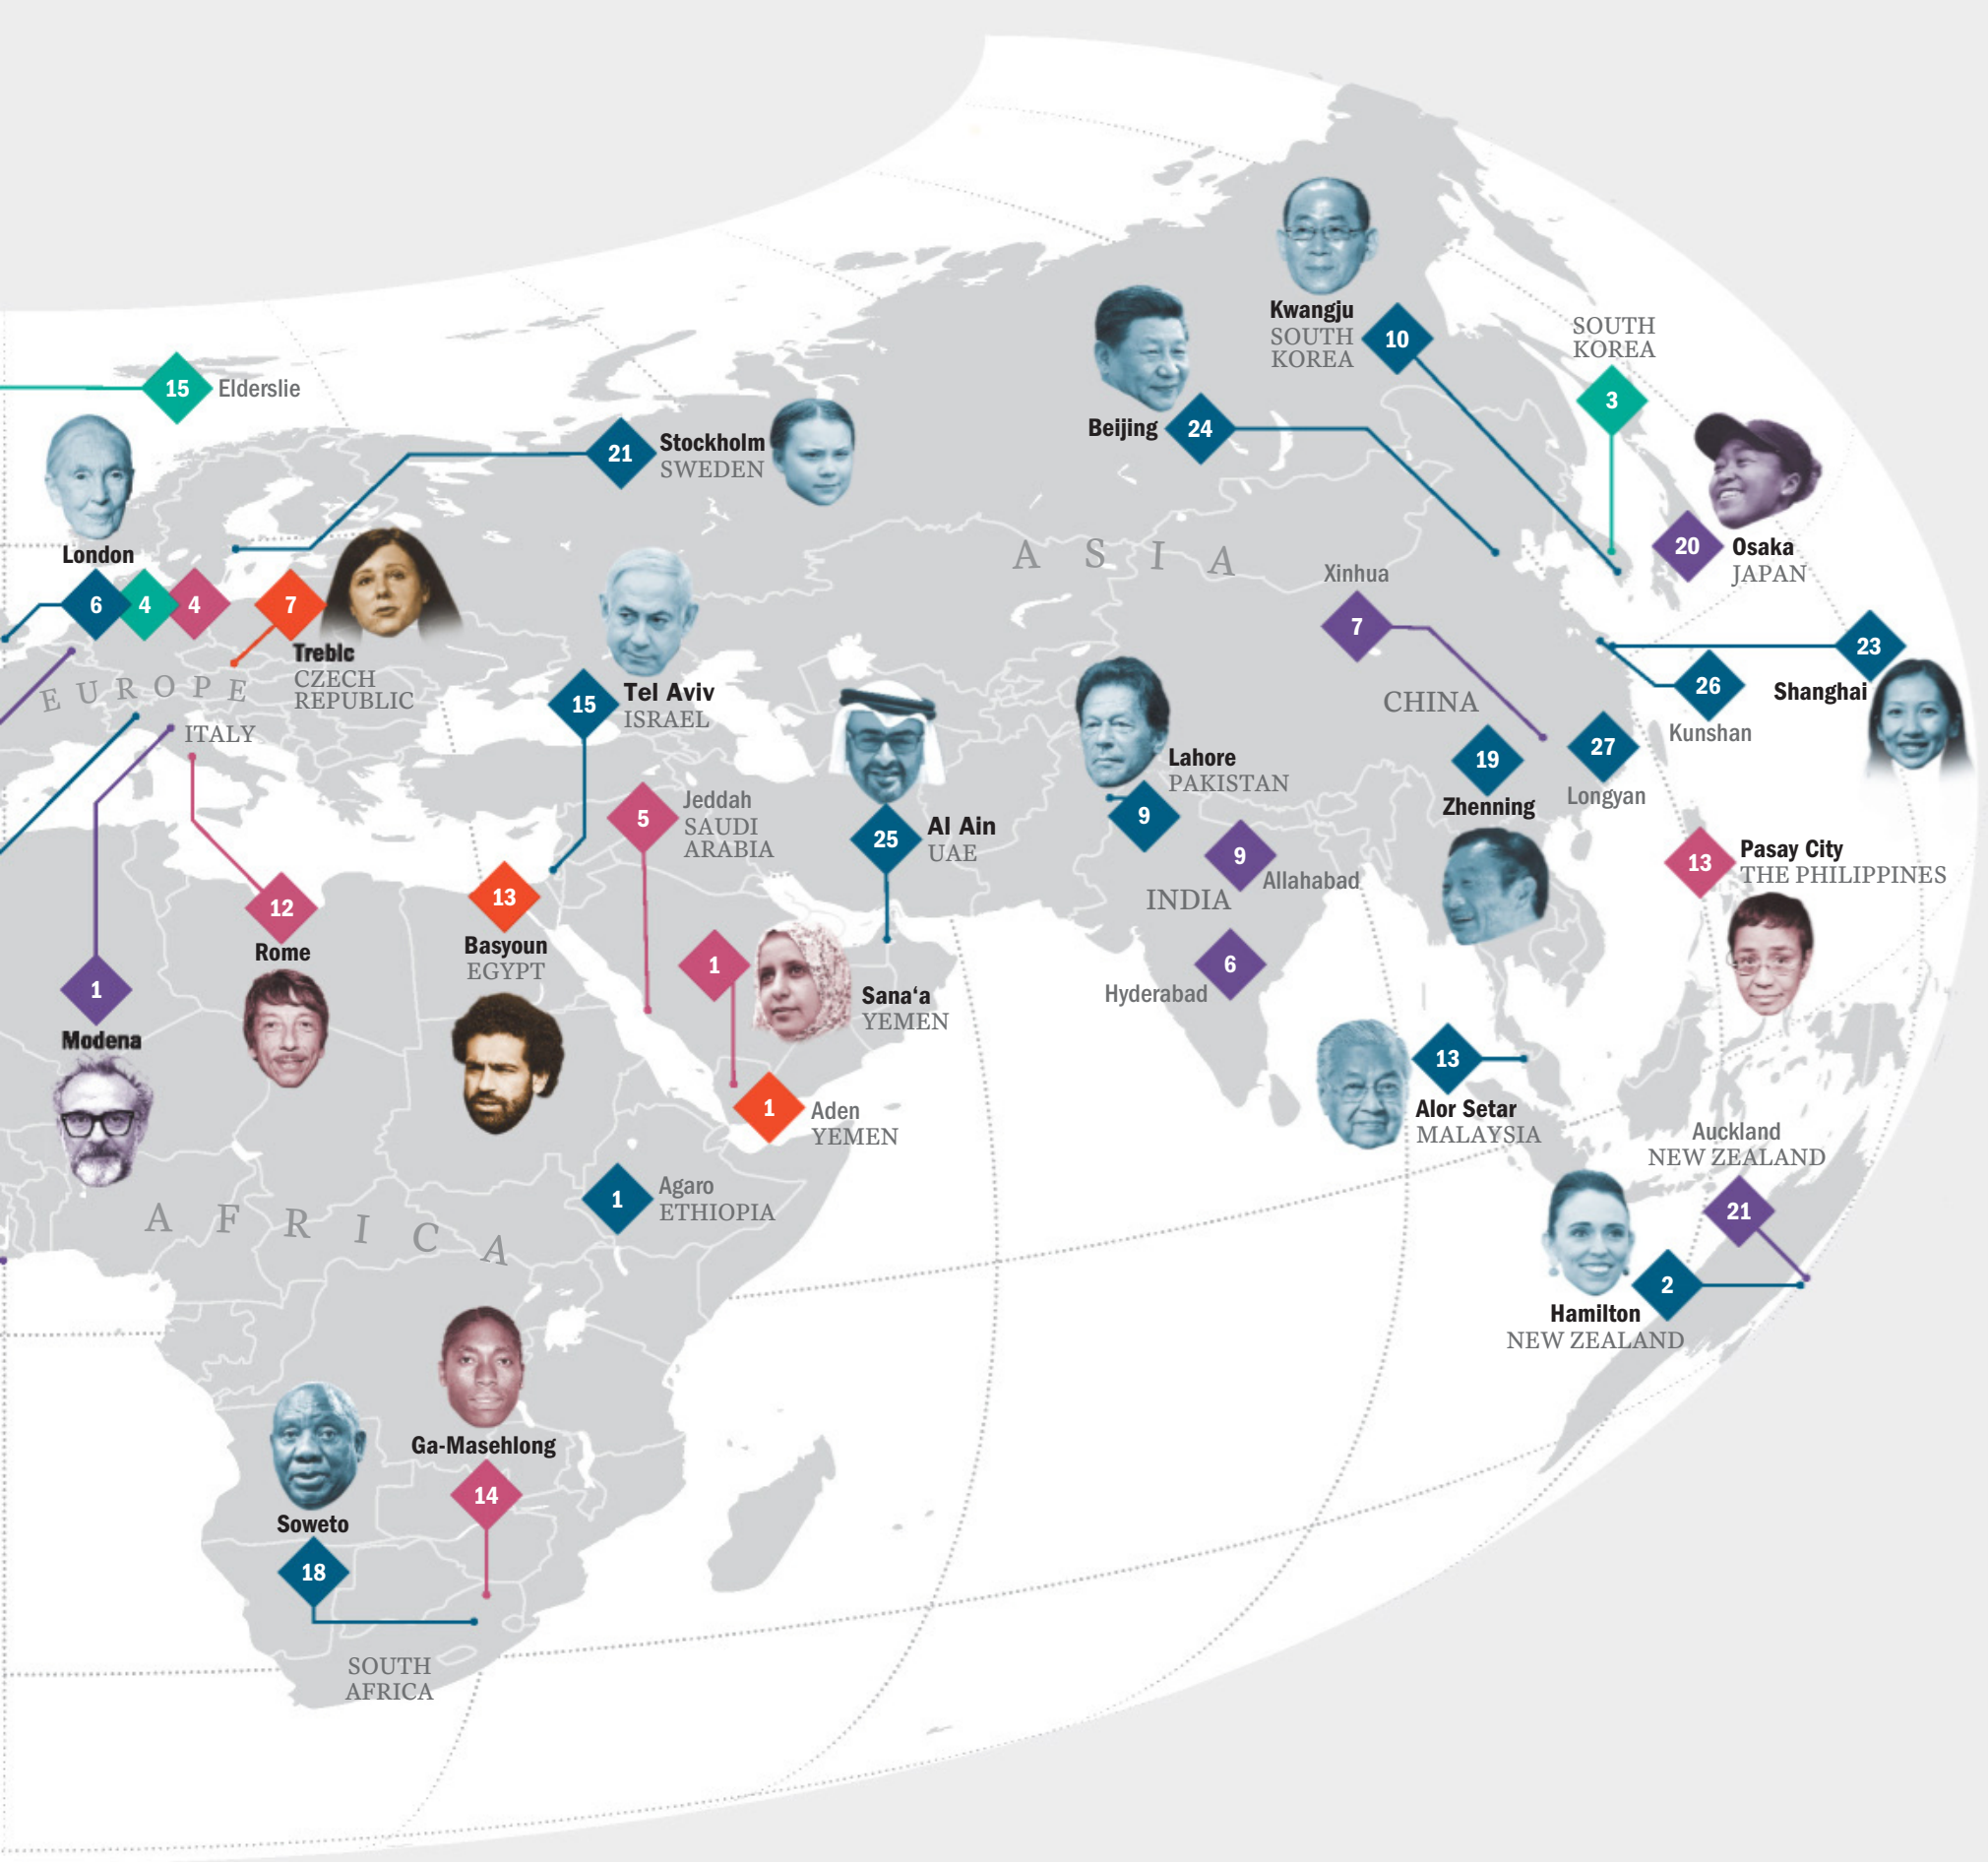 Kwangju
SOUTH
KOREA
10
SOUTH
KOREA
3
15
Elderslie
Beijing
24
21
Stockholm
SWEDEN
London
6
4
4
7
Treblc
CZECH
REPUBLIC
ASIA
20
Osaka
JAPAN
Xinhua
7
23
Shanghai
26
Kunshan
EUROPE
ITALY
15
Tel Aviv
ISRAEL
CHINA
19
Zhenning
27
Longyan
Lahore
PAKISTAN
9
5
Jeddah
SAUDI
ARABIA
25
Al Ain
UAE
9
Allahabad
INDIA
13
Pasay City
THE PHILIPPINES
12
Rome
13
Basyoun
EGYPT
1
Sana‘a
YEMEN
6
Hyderabad
1
Modena
13
Alor Setar
MALAYSIA
1
Aden
YEMEN
Auckland
NEW ZEALAND
21
1
Agaro
ETHIOPIA
AFRICA
2
Hamilton
NEW ZEALAND
Ga-Masehlong
14
Soweto
18
SOUTH
AFRICA